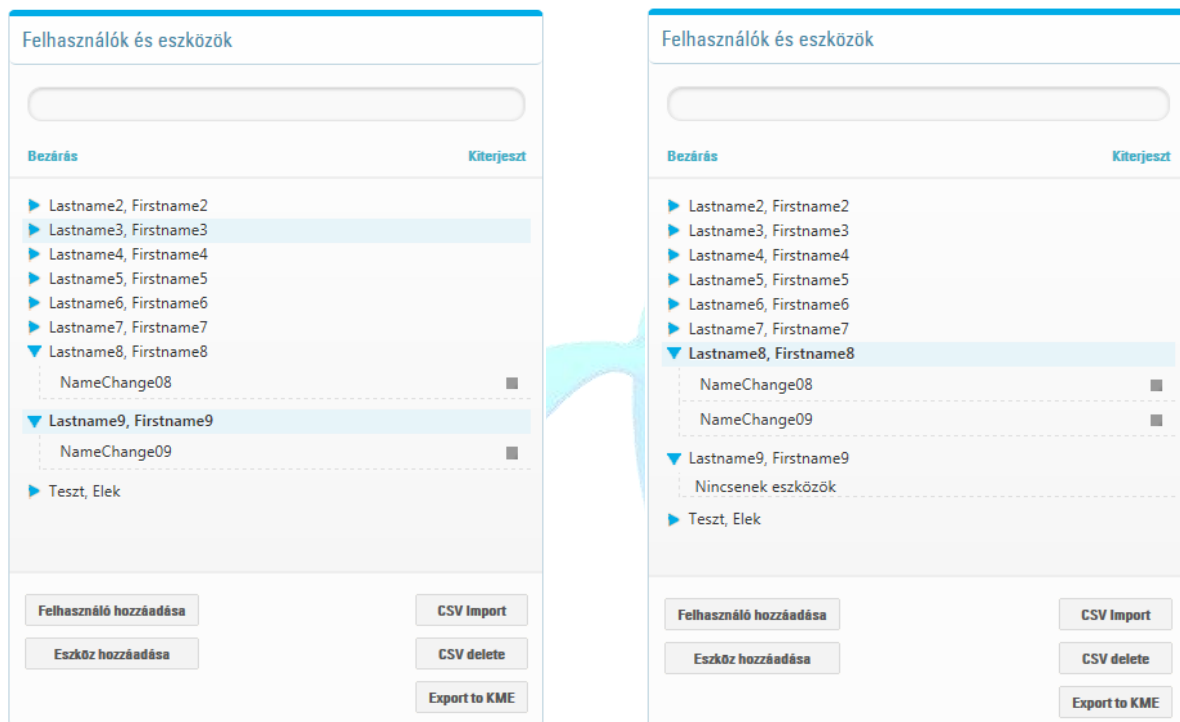 Felhasználók és eszközök
Bezárás Kiterjeszt
Lastname2, Firstname2
Lastname3, Firstname3
Lastname4, Firstname4
Lastname5, Firstname5
Lastname6, Firstname6
Lastname7, Firstname7
Lastname8, Firstname8
NameChange08
Lastname9, Firstname9
NameChange09
Teszt, Elek
Felhasználó hozzáadása CSV Import
Eszköz hozzáadása CSV delete
Export to KME
Felhasználók és eszközök
Bezárás Kiterjeszt
Lastname2, Firstname2
Lastname3, Firstname3
Lastname4, Firstname4
Lastname5, Firstname5
Lastname6, Firstname6
Lastname7, Firstname7
Lastname8, Firstname8
NameChange08
NameChange09
Lastname9, Firstname9
Nincsenek eszközök
Teszt, Elek
Felhasználó hozzáadása CSV Import
Eszköz hozzáadása CSV delete
Export to KME